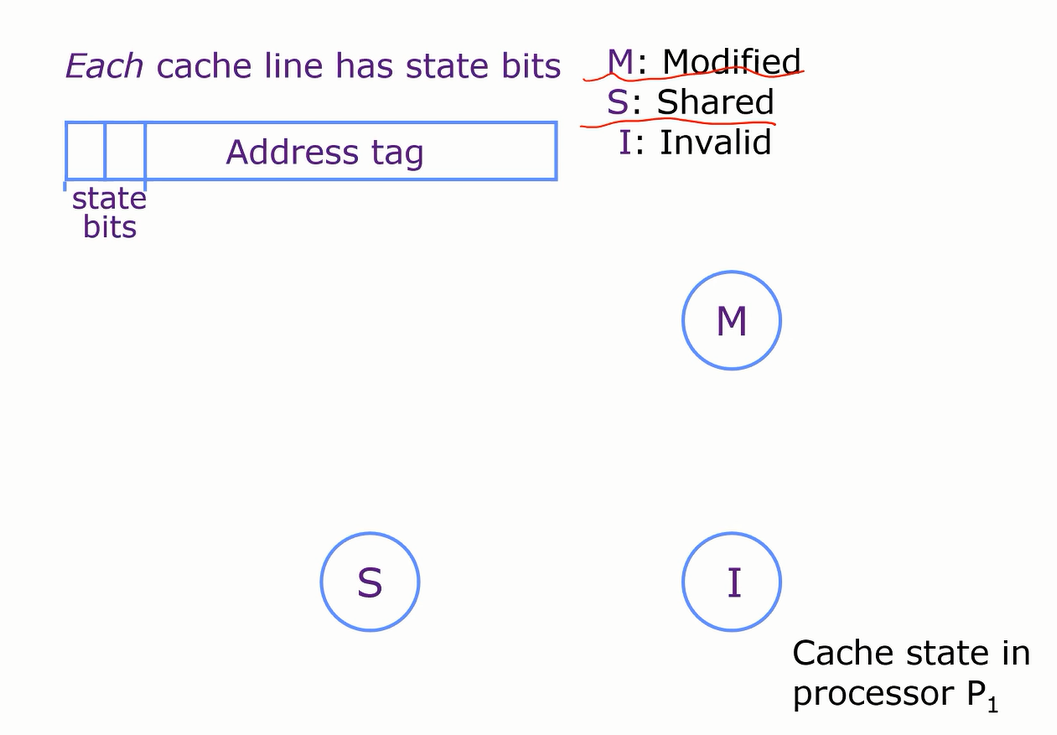 Each cache line has state bits
M: Modified
S: Shared
I: Invalid
Address tag
state
bits
M
S
I
Cache state in
processor P₁